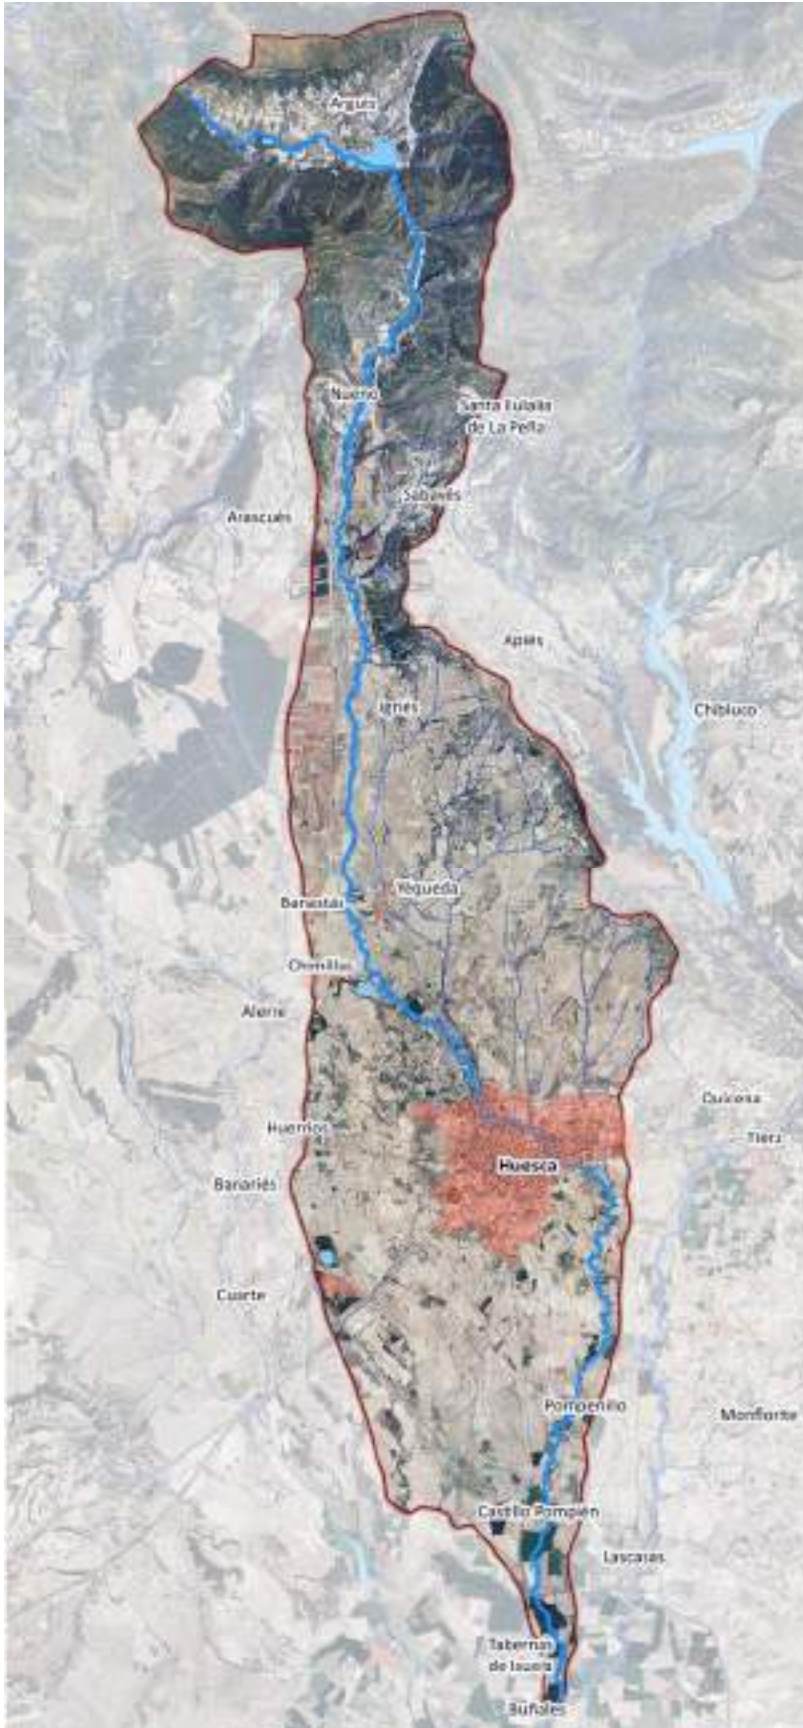 Arguis
Nueno
Santa Eulalia
de La Peña
Sabayés
Arascués
Apiés
Igriés
Chibluco
Yéqueda
Banastás
Chimillas
Alerre
Quicena
Huerrios
Tierz
Huesca
Banariés
Cuarte
Pompenillo
Monflorite
Castillo Pompién
Lascasas
Tabernas
de Isuela
Buñales